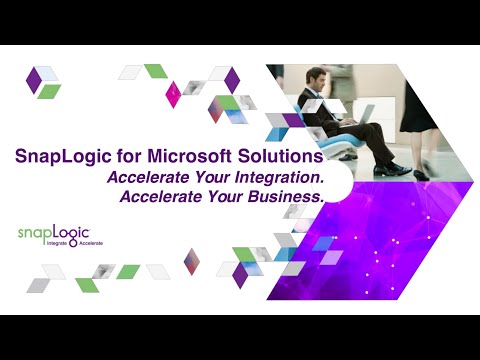 SnapLogic for Microsoft Solutions
Accelerate Your Integration.
Accelerate Your Business.
snapLogic
Integrate Accelerate